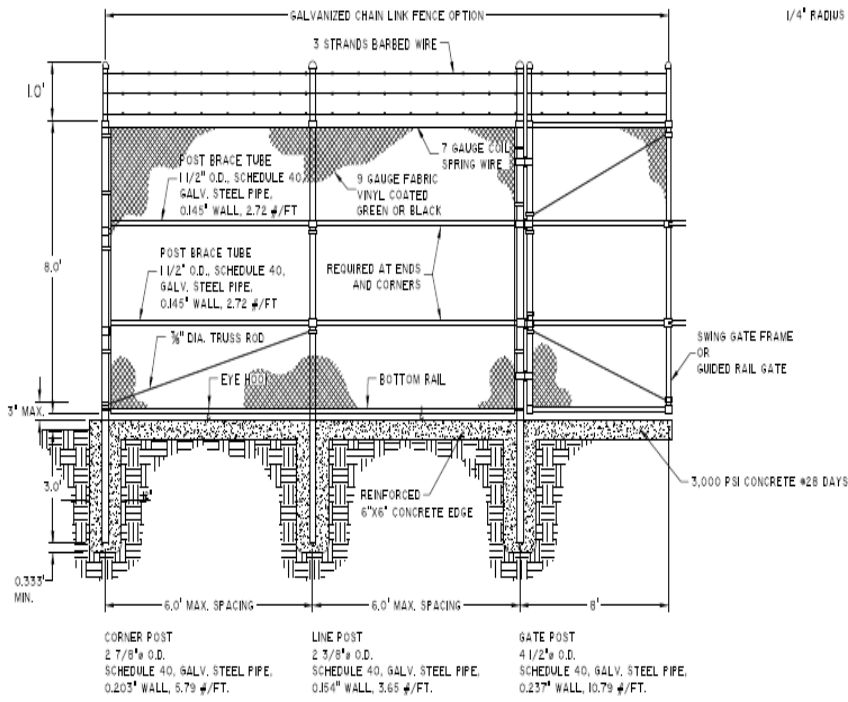 GALVANIZED CHAIN LINK FENCE OPTION
1/4" RADIUS
3 STRANDS BARBED WIRE
1.0'
7 GAUGE COIL
SPRING WIRE
POST BRACE TUBE
1 1/2" O.D., SCHEDULE 40,
GALV. STEEL PIPE,
0.145" WALL, 2.72 #/FT
9 GAUGE FABRIC
VINYL COATED
GREEN OR BLACK
8.0'
POST BRACE TUBE
1 1/2" O.D., SCHEDULE 40,
GALV. STEEL PIPE,
0.145" WALL, 2.72 #/FT
REQUIRED AT ENDS
AND CORNERS
DIA. TRUSS ROD
SWING GATE FRAME
OR
GUIDED RAIL GATE
EYE HOOK
BOTTOM RAIL
3" MAX.
3.0'
REINFORCED
6"X6" CONCRETE EDGE
3,000 PSI CONCRETE @28 DAYS
0.333'
MIN.
6.0' MAX. SPACING
6.0' MAX. SPACING
8'
CORNER POST
2 7/8"ø O.D.
SCHEDULE 40, GALV. STEEL PIPE,
0.203" WALL, 5.79 #/FT.
LINE POST
2 3/8"ø O.D.
SCHEDULE 40, GALV. STEEL PIPE,
0.154" WALL, 3.65 #/FT.
GATE POST
4 1/2"ø O.D.
SCHEDULE 40, GALV. STEEL PIPE,
0.237" WALL, 10.79 #/FT.